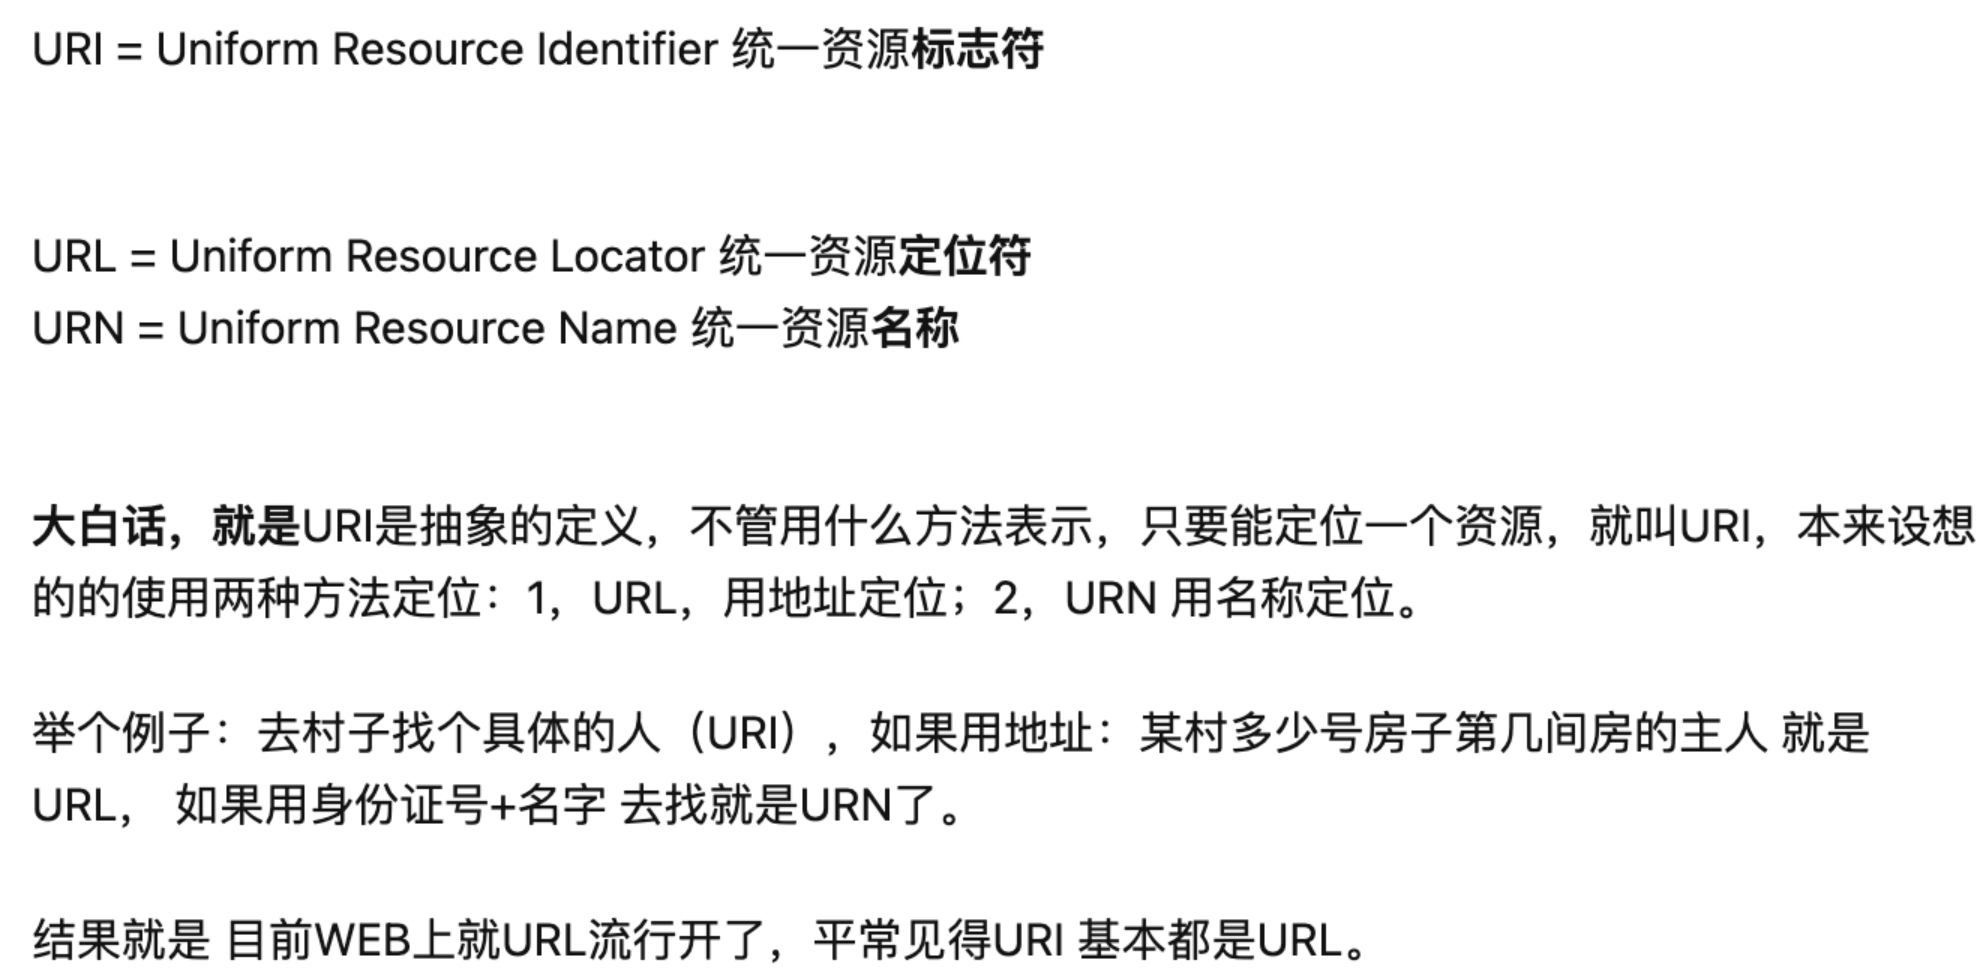 URI = Uniform Resource Identifier 统一资源标志符
URL = Uniform Resource Locator 统一资源定位符
URN = Uniform Resource Name 统一资源名称
大白话，就是URI是抽象的定义，不管用什么方法表示，只要能定位一个资源，就叫URI，本来设想
的的使用两种方法定位：1，URL，用地址定位；2，URN 用名称定位。
举个例子：去村子找个具体的人（URI），如果用地址：某村多少号房子第几间房的主人 就是
URL， 如果用身份证号+名字 去找就是URN了。
结果就是 目前WEB上就URL流行开了，平常见得URI 基本都是URL。